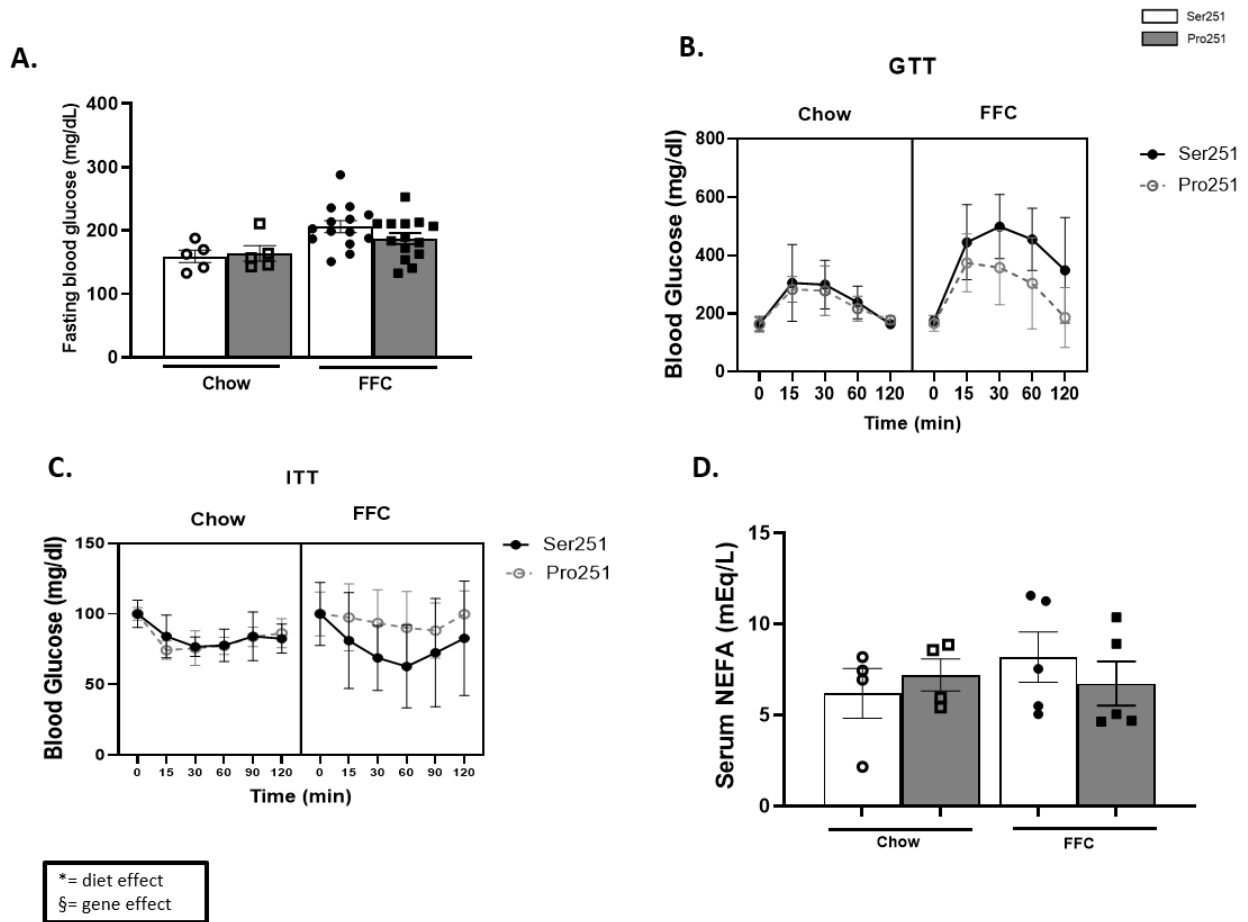 Ser251
Pro251
A.
Fasting blood glucose (mg/dL)
400
300
200
100
0
Chow
FFC
B.
GTT
Chow
FFC
Blood Glucose (mg/dl)
800
600
400
200
0
0 15 30 60 120 0 15 30 60 120
Time (min)
Ser251
Pro251
C.
ITT
Chow
FFC
Blood Glucose (mg/dl)
150
100
50
0
0 15 30 60 90 120 0 15 30 60 90 120
Time (min)
Ser251
Pro251
D.
Serum NEFA (mEq/L)
15
10
5
0
Chow
FFC
*= diet effect
§= gene effect